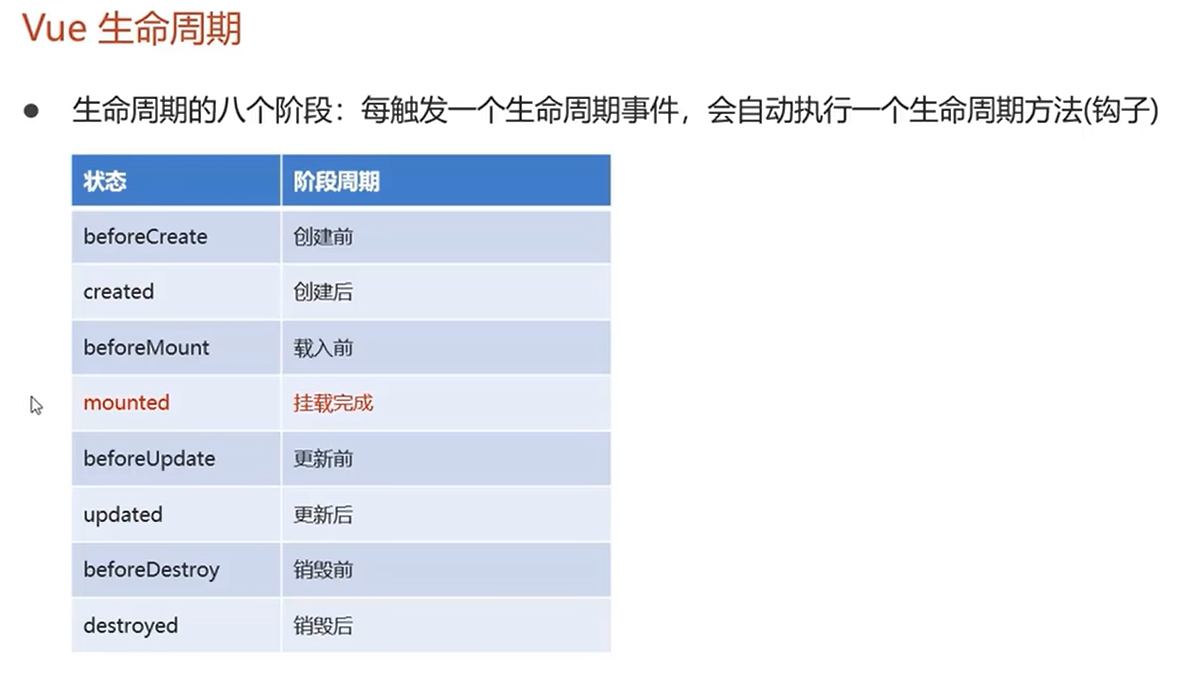 Vue 生命周期
● 生命周期的八个阶段：每触发一个生命周期事件，会自动执行一个生命周期方法(钩子)
状态 阶段周期
beforeCreate 创建前
created 创建后
beforeMount 载入前
mounted 挂载完成
beforeUpdate 更新前
updated 更新后
beforeDestroy 销毁前
destroyed 销毁后